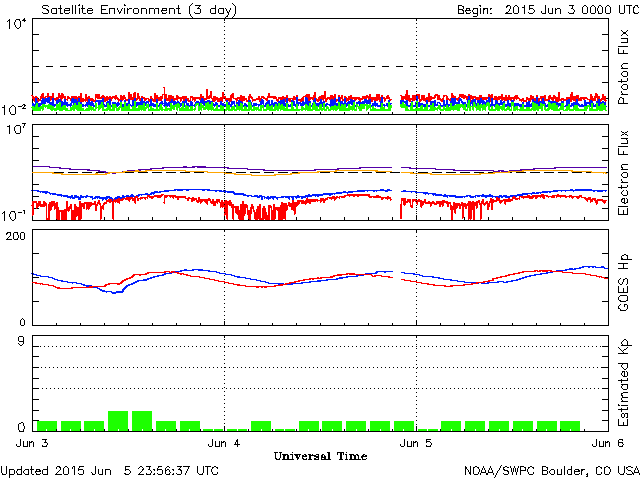 Satellite Environment (3 day)
Begin: 2015 Jun 3 0000 UTC
10^4
10^-2
Proton Flux
10^7
10^-1
Electron Flux
200
0
GOES Hp
9
0
Estimated Kp
Jun 3
Jun 4
Jun 5
Jun 6
Universal Time
Updated 2015 Jun 5 23:56:37 UTC
NOAA/SWPC Boulder, CO USA